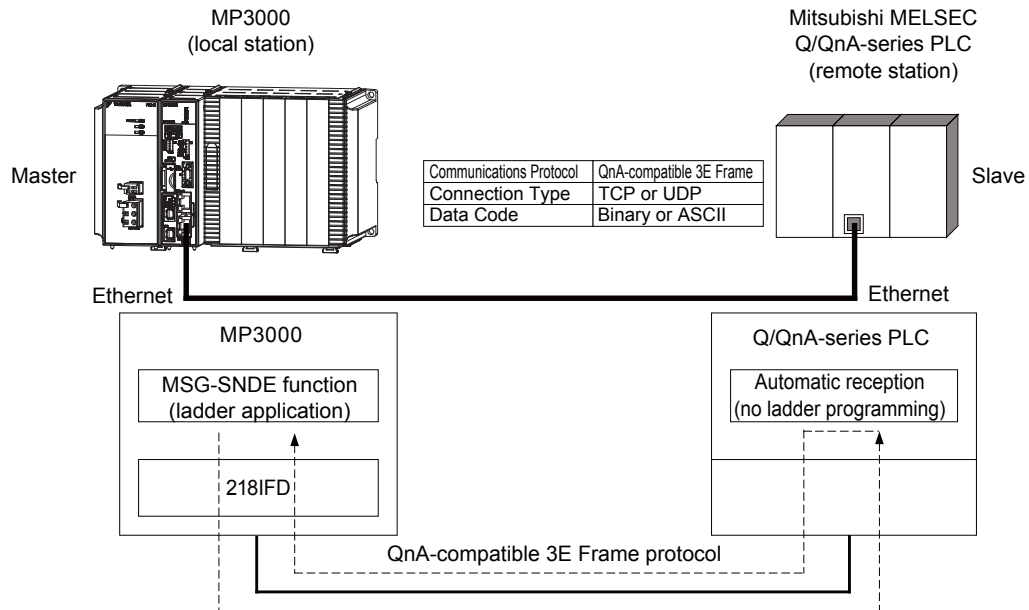 MP3000
(local station)
Mitsubishi MELSEC
Q/QnA-series PLC
(remote station)
Master
Communications Protocol QnA-compatible 3E Frame
Connection Type TCP or UDP
Data Code Binary or ASCII
Slave
Ethernet
Ethernet
MP3000
Q/QnA-series PLC
MSG-SNDE function
(ladder application)
Automatic reception
(no ladder programming)
218IFD
QnA-compatible 3E Frame protocol